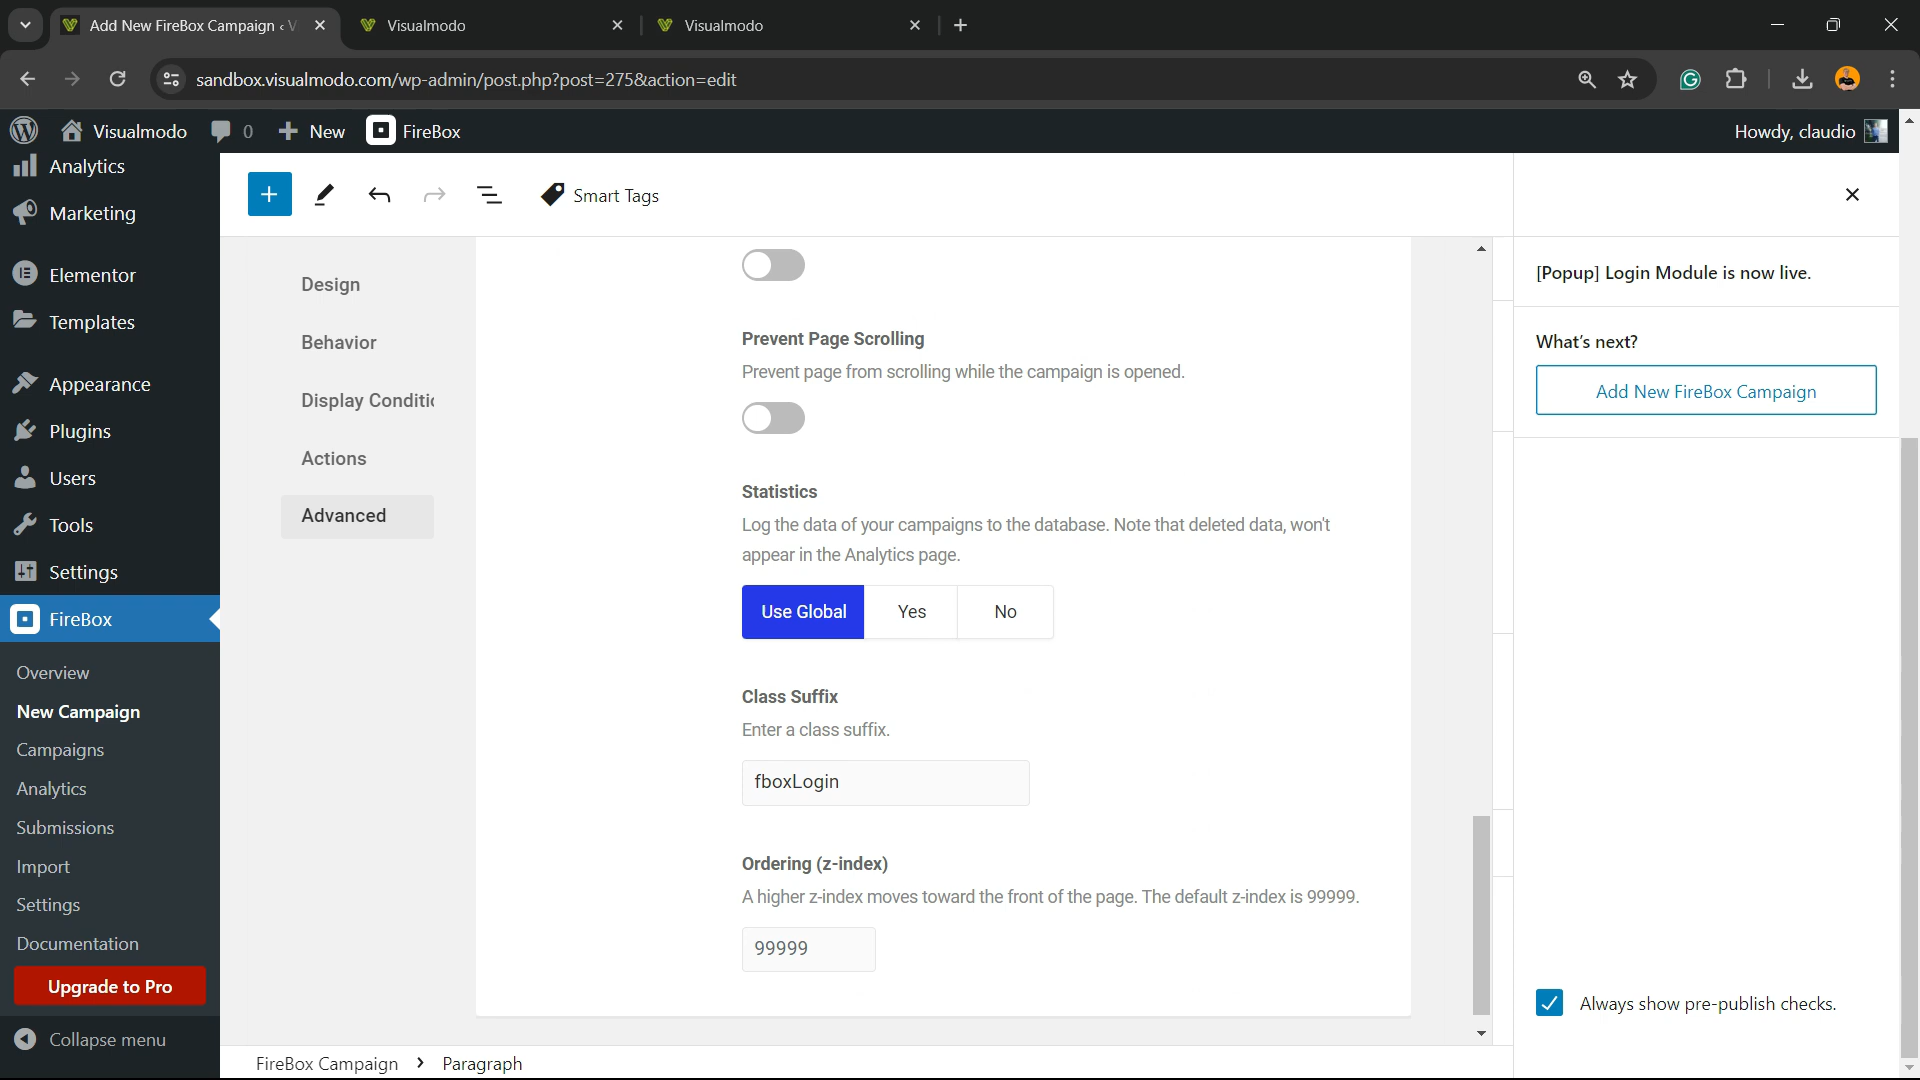 Add New FireBox Campaign ‹ V
Visualmodo
Visualmodo
sandbox.visualmodo.com/wp-admin/post.php?post=275&action=edit
Visualmodo
0
New
FireBox
Howdy, claudio
Analytics
Marketing
Elementor
Templates
Appearance
Plugins
Users
Tools
Settings
FireBox
Overview
New Campaign
Campaigns
Analytics
Submissions
Import
Settings
Documentation
Upgrade to Pro
Collapse menu
Smart Tags
Design
Behavior
Display Conditio
Actions
Advanced
Prevent Page Scrolling
Prevent page from scrolling while the campaign is opened.
Statistics
Log the data of your campaigns to the database. Note that deleted data, won't
appear in the Analytics page.
Use Global
Yes
No
Class Suffix
Enter a class suffix.
fboxLogin
Ordering (z-index)
A higher z-index moves toward the front of the page. The default z-index is 99999.
99999
FireBox Campaign › Paragraph
[Popup] Login Module is now live.
What's next?
Add New FireBox Campaign
Always show pre-publish checks.